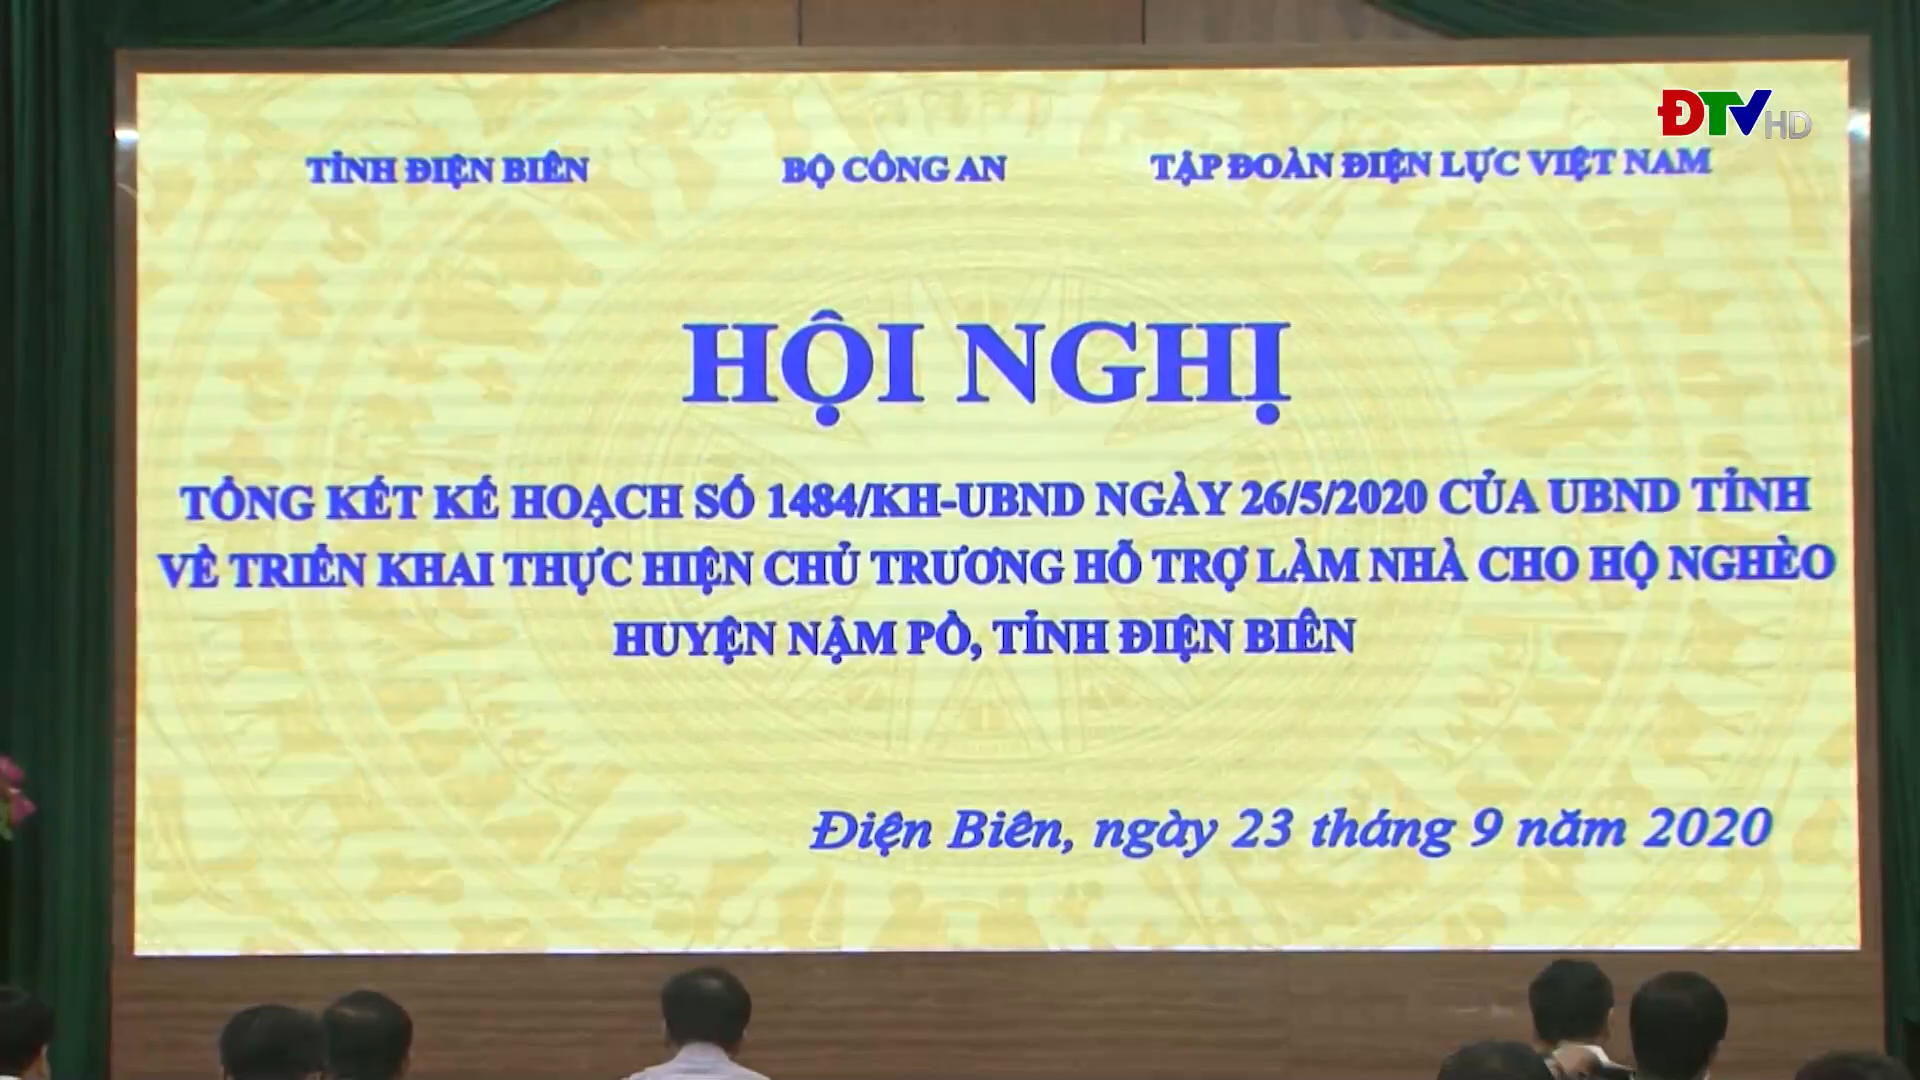 ĐTV HD
TỈNH ĐIỆN BIÊN BỘ CÔNG AN TẬP ĐOÀN ĐIỆN LỰC VIỆT NAM
HỘI NGHỊ
TỔNG KẾT KẾ HOẠCH SỐ 1484/KH-UBND NGÀY 26/5/2020 CỦA UBND TỈNH
VỀ TRIỂN KHAI THỰC HIỆN CHỦ TRƯƠNG HỖ TRỢ LÀM NHÀ CHO HỘ NGHÈO
HUYỆN NẬM PỒ, TỈNH ĐIỆN BIÊN
Điện Biên, ngày 23 tháng 9 năm 2020